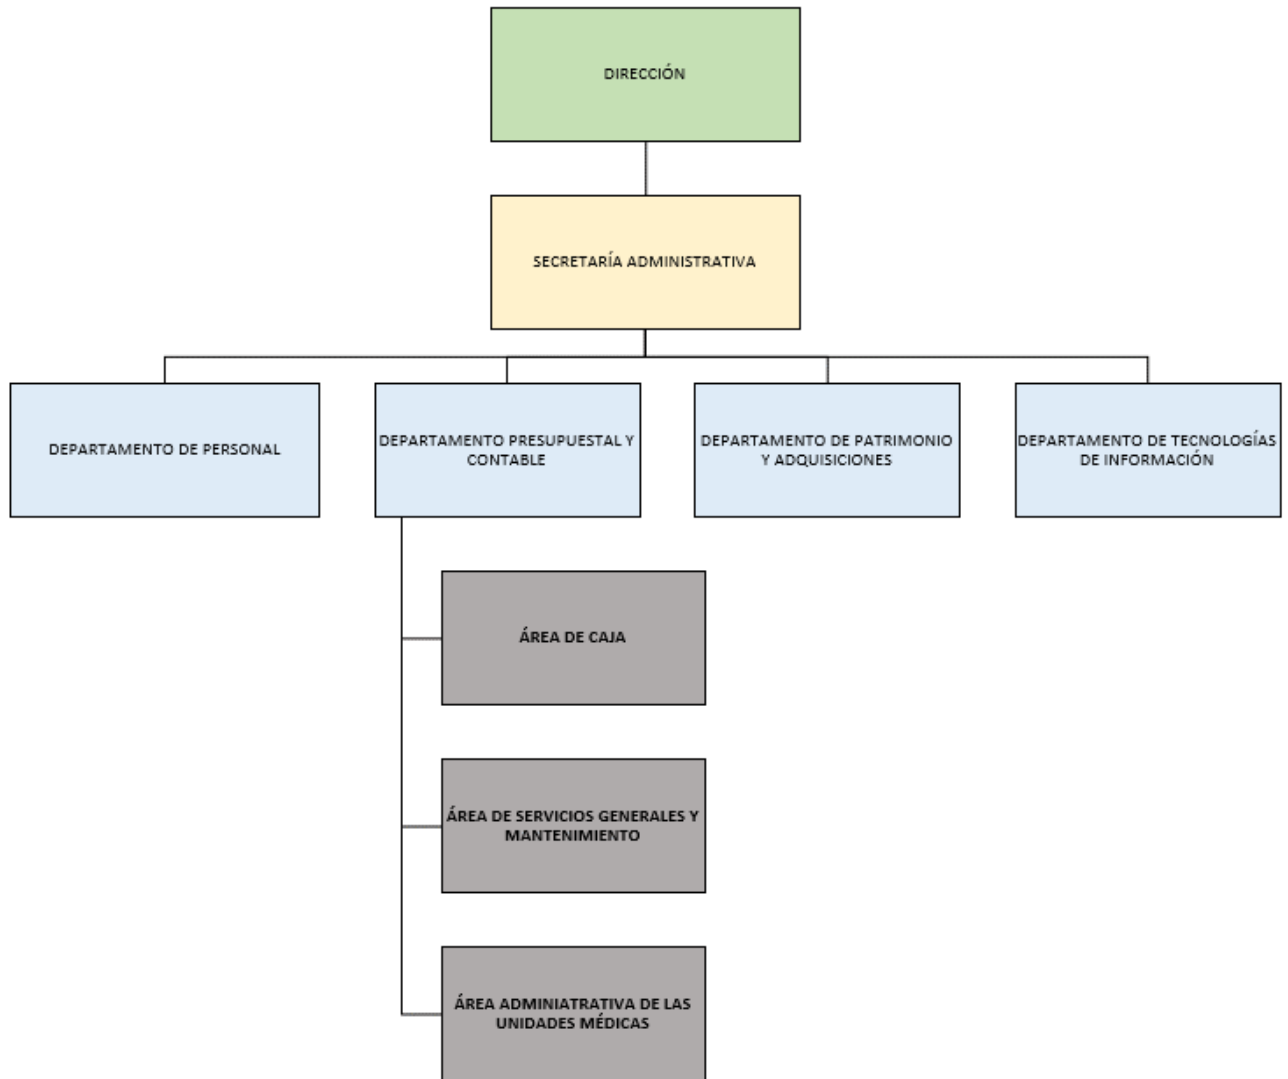 DIRECCIÓN
SECRETARÍA ADMINISTRATIVA
DEPARTAMENTO DE PERSONAL
DEPARTAMENTO PRESUPUESTAL Y
CONTABLE
DEPARTAMENTO DE PATRIMONIO
Y ADQUISICIONES
DEPARTAMENTO DE TECNOLOGÍAS
DE INFORMACIÓN
ÁREA DE CAJA
ÁREA DE SERVICIOS GENERALES Y
MANTENIMIENTO
ÁREA ADMINIATRATIVA DE LAS
UNIDADES MÉDICAS